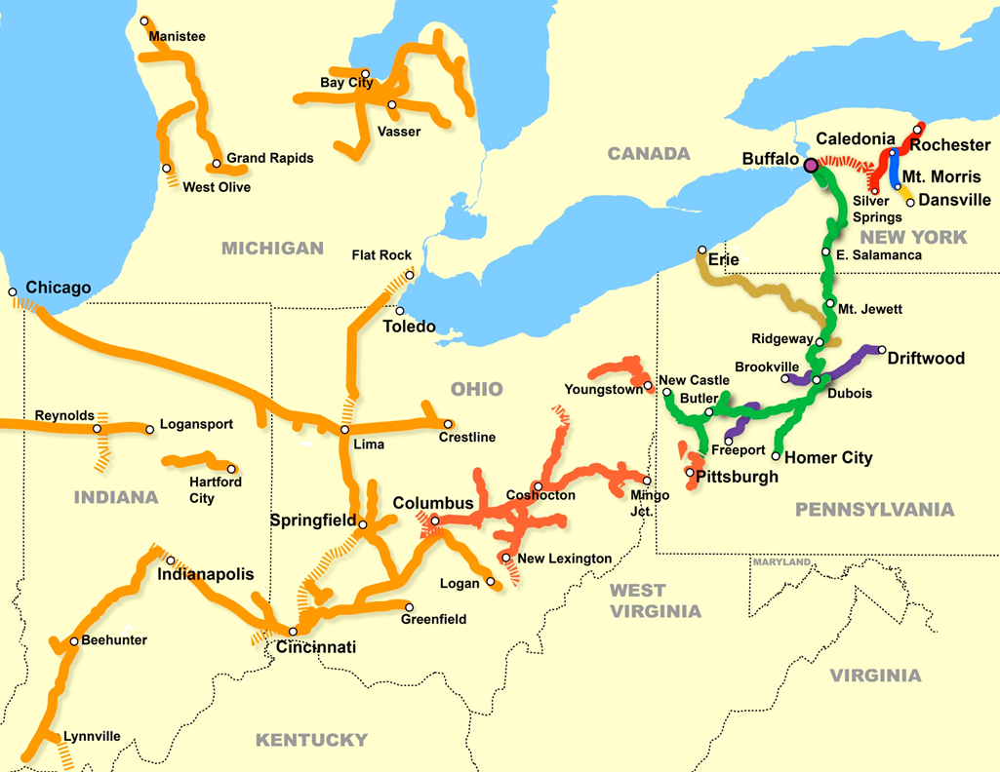 Manistee
Bay City
Vasser
Grand Rapids
West Olive
CANADA
Caledonia
Rochester
Buffalo
Mt. Morris
Dansville
Silver
Springs
NEW YORK
MICHIGAN
Flat Rock
E. Salamanca
Erie
Chicago
Toledo
Mt. Jewett
Ridgeway
Driftwood
Brookville
OHIO
Youngstown
New Castle
Butler
Dubois
Reynolds
Logansport
Lima
Crestline
Freeport
Homer City
Hartford
City
Pittsburgh
INDIANA
Columbus
Coshocton
Mingo
Jct.
PENNSYLVANIA
Springfield
New Lexington
MARYLAND
Indianapolis
Logan
WEST
VIRGINIA
Greenfield
Beehunter
Cincinnati
VIRGINIA
Lynnville
KENTUCKY